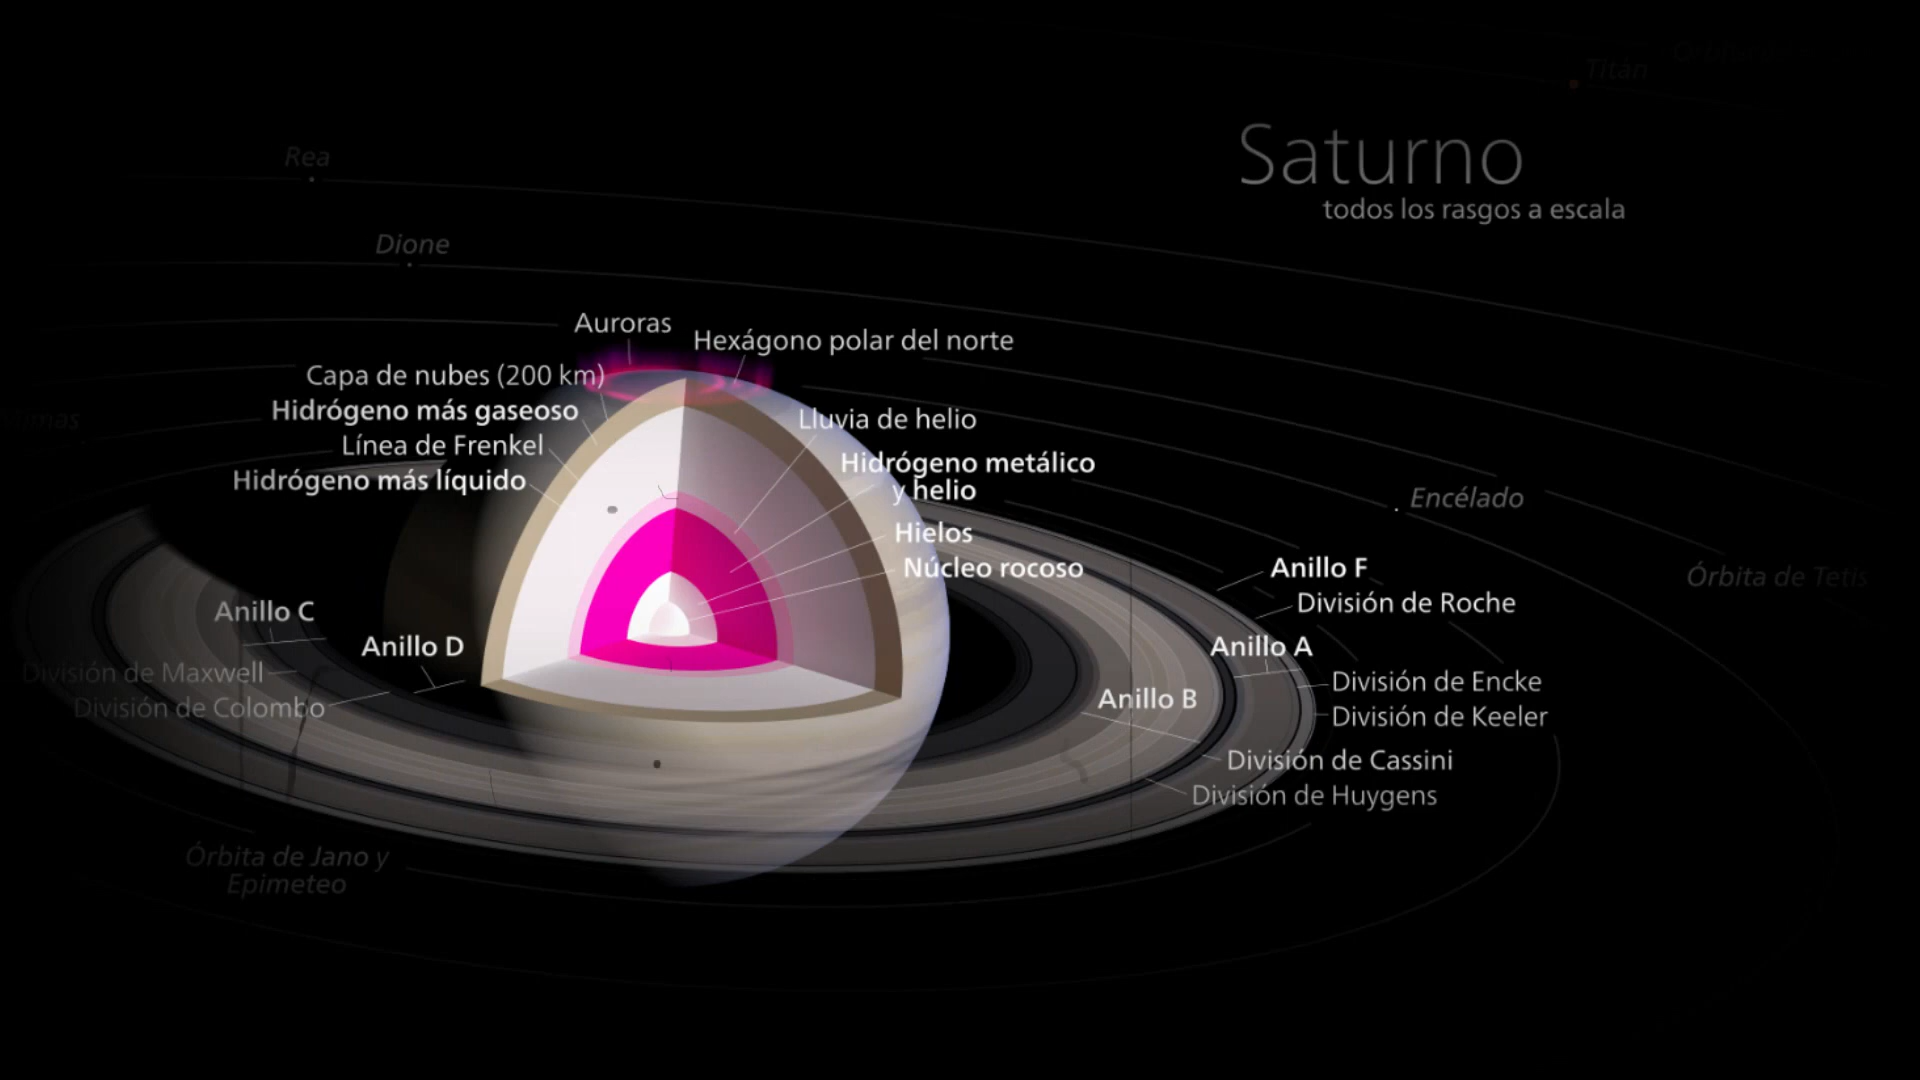 Titán
Saturno
todos los rasgos a escala
Rea
Dione
Auroras
Hexágono polar del norte
Capa de nubes (200 km)
Hidrógeno más gaseoso
Línea de Frenkel
Hidrógeno más líquido
Lluvia de helio
Hidrógeno metálico
y helio
Hielos
Núcleo rocoso
Encélado
Órbita de Tetis
Anillo F
División de Roche
Anillo A
División de Encke
División de Keeler
Anillo B
División de Cassini
División de Huygens
Anillo C
Anillo D
División de Maxwell
División de Colombo
Órbita de Jano y
Epimeteo